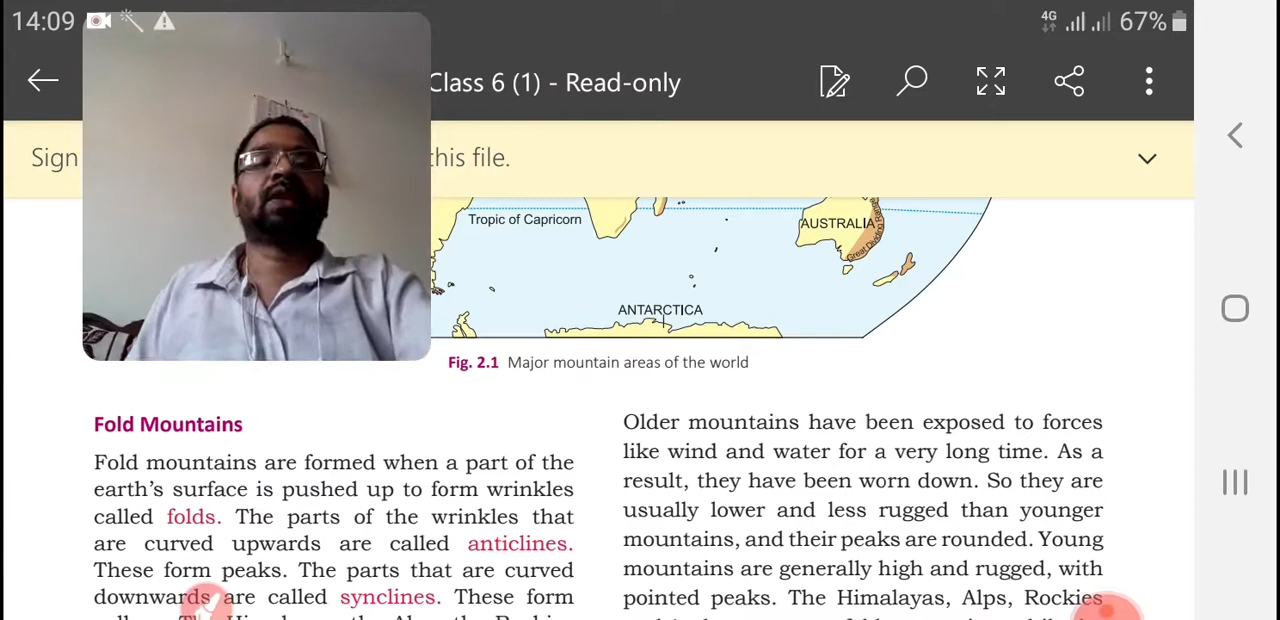 14:09
4G
67%
Class 6 (1) - Read-only
Sign
this file.
Tropic of Capricorn
AUSTRALIA
Great Dividing Range
ANTARCTICA
Fig. 2.1 Major mountain areas of the world
Fold Mountains
Fold mountains are formed when a part of the
earth's surface is pushed up to form wrinkles
called folds. The parts of the wrinkles that
are curved upwards are called anticlines.
These form peaks. The parts that are curved
downwards are called synclines. These form
Older mountains have been exposed to forces
like wind and water for a very long time. As a
result, they have been worn down. So they are
usually lower and less rugged than younger
mountains, and their peaks are rounded. Young
mountains are generally high and rugged, with
pointed peaks. The Himalayas, Alps, Rockies